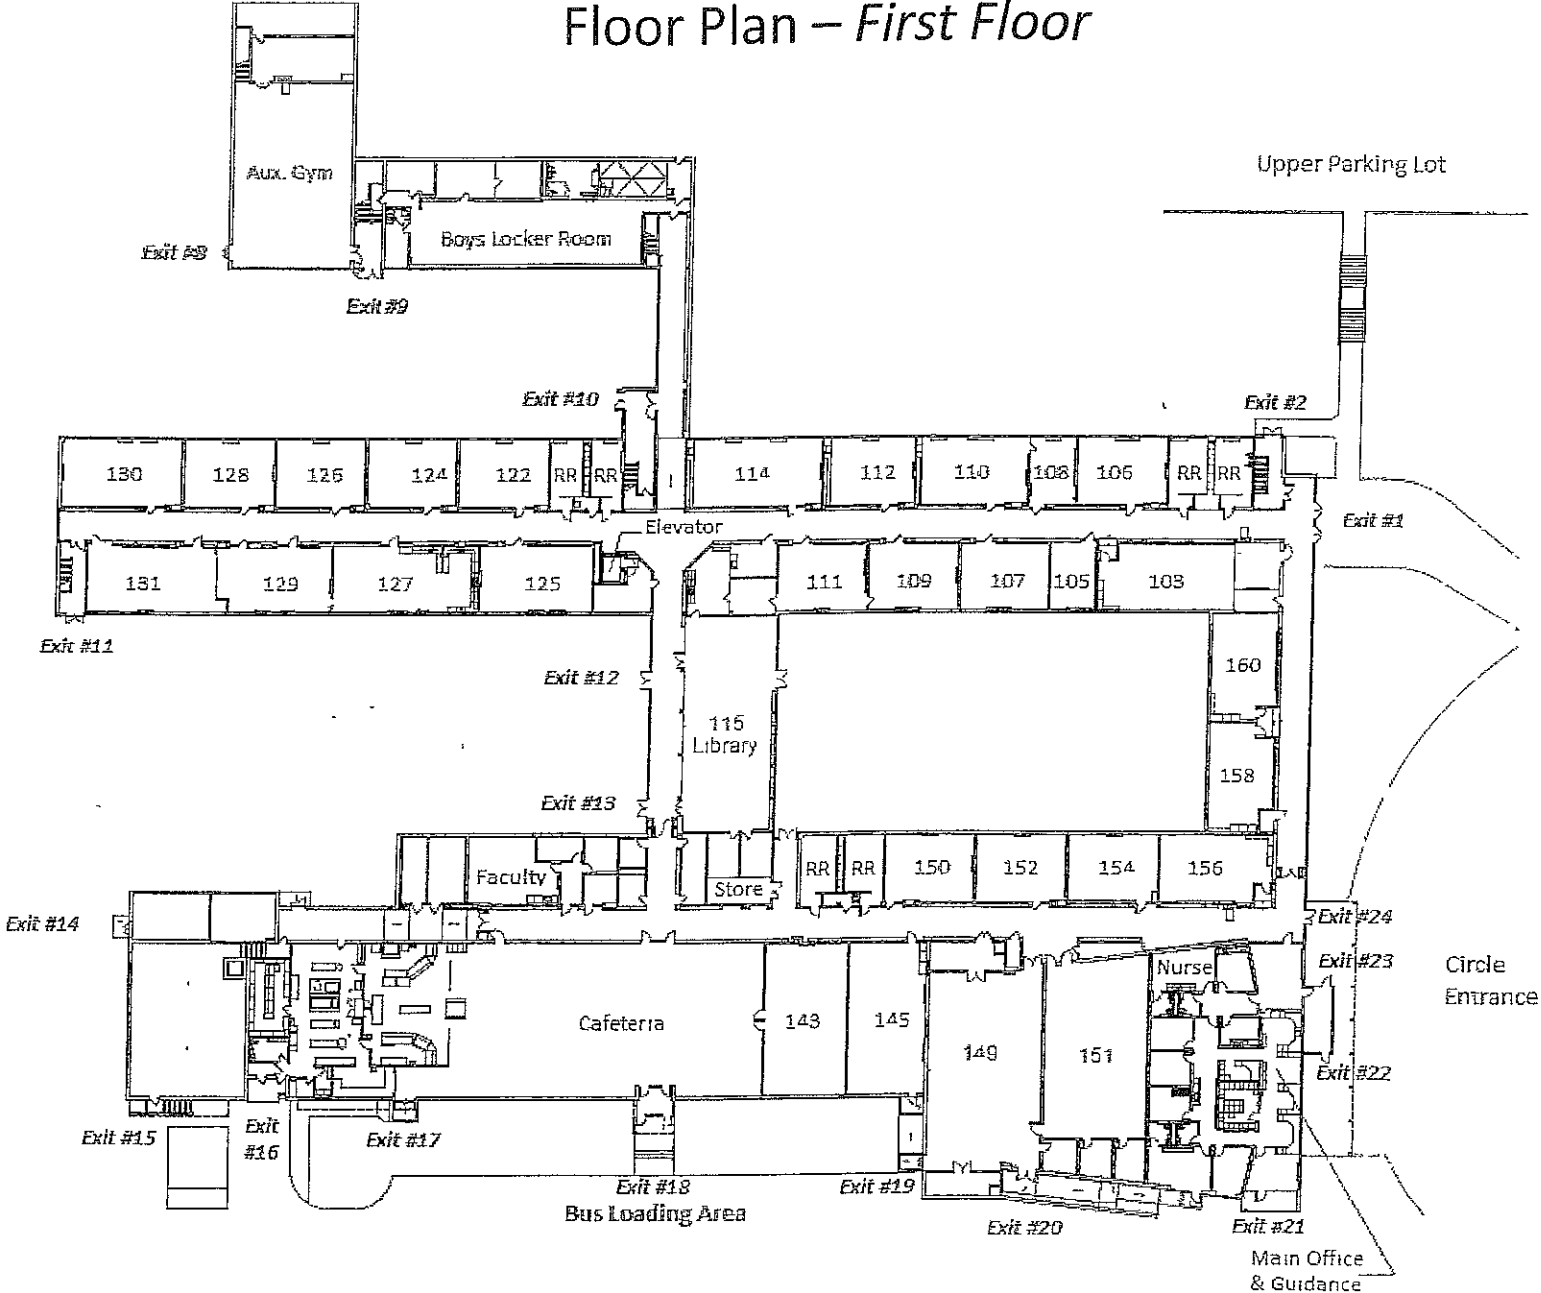 Floor Plan – First Floor
Upper Parking Lot
Aux. Gym
Boys Locker Room
Exit #8
Exit #9
Exit #10
Exit #2
130
128
126
124
122
RR
RR
114
112
110
108
106
RR
RR
Exit #1
Elevator
131
129
127
125
111
109
107
105
103
Exit #11
Exit #12
160
115
Library
158
Exit #13
Faculty
Store
RR
RR
150
152
154
156
Exit #14
Exit #24
Exit #23
Circle
Entrance
Nurse
Cafeteria
143
145
149
151
Exit #22
Exit #15
Exit
#16
Exit #17
Exit #18
Bus Loading Area
Exit #19
Exit #20
Exit #21
Main Office
& Guidance